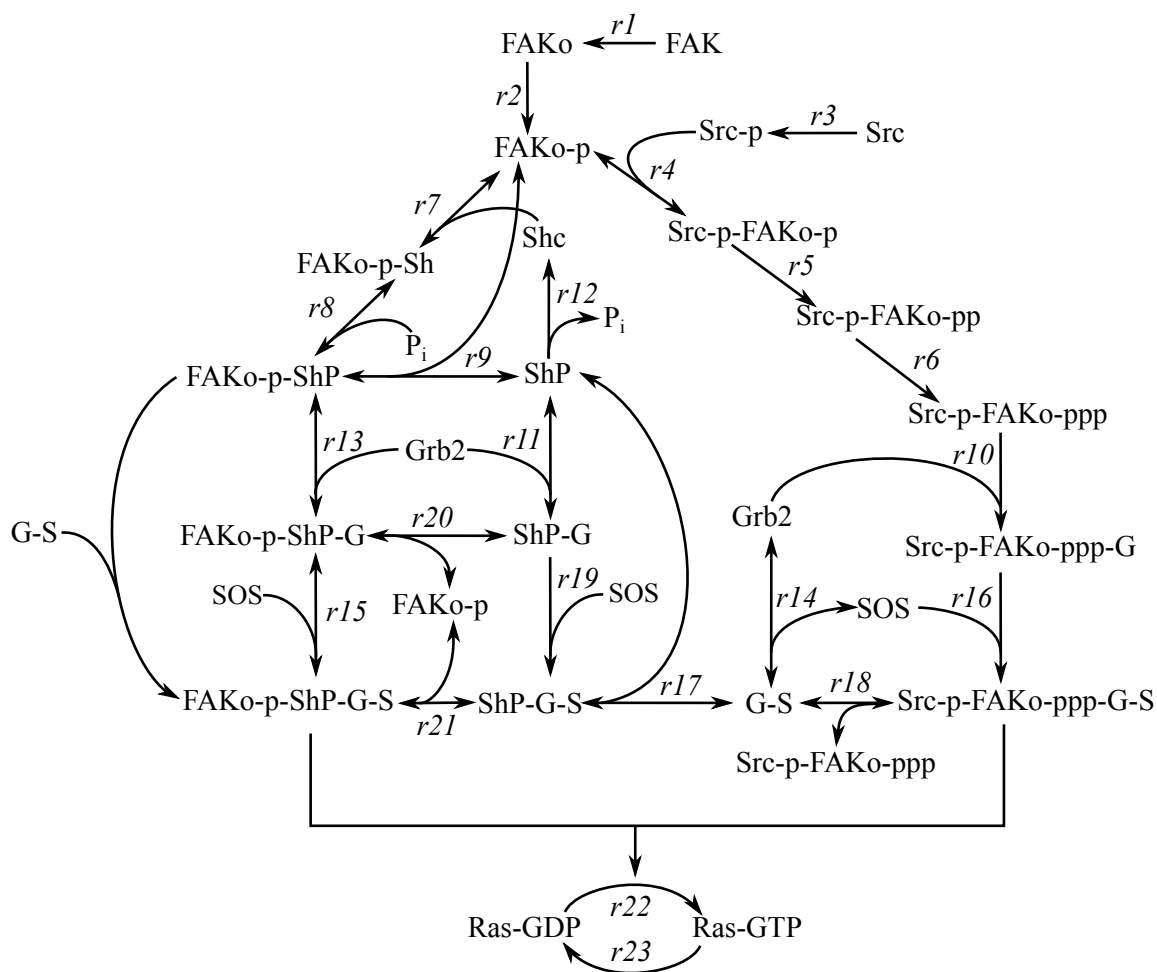 FAKo r1 FAK
r2
FAKo-p Src-p r3 Src
r4
r7 Shc Src-p-FAKo-p
FAKo-p-Sh r5
r8 r12
Pi Pi Src-p-FAKo-pp
r9 r6
FAKo-p-ShP ShP
Src-p-FAKo-ppp
r13 Grb2 r11 r10
G-S FAKo-p-ShP-G r20 ShP-G Grb2 Src-p-FAKo-ppp-G
r19
SOS r15 FAKo-p SOS r14 SOS r16
FAKo-p-ShP-G-S r21 ShP-G-S r17 G-S r18 Src-p-FAKo-ppp-G-S
Src-p-FAKo-ppp
r22
Ras-GDP Ras-GTP
r23